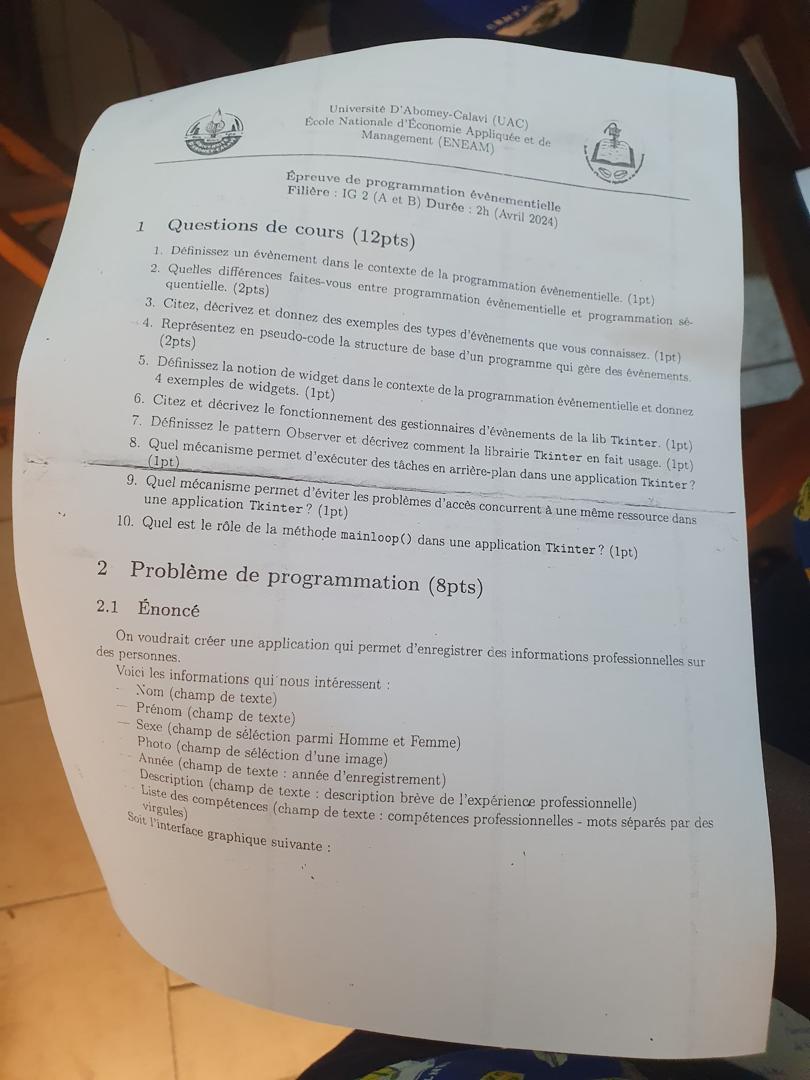 Université D'Abomey-Calavi (UAC)
École Nationale d'Économie Appliquée et de
Management (ENEAM)
Épreuve de programmation évènementielle
Filière : IG 2 (A et B) Durée : 2h (Avril 2024)
1 Questions de cours (12pts)
1. Définissez un évènement dans le contexte de la programmation évènementielle. (1pt)
2. Quelles différences faites-vous entre programmation évènementielle et programmation sé-
quentielle. (2pts)
3. Citez, décrivez et donnez des exemples des types d'évènements que vous connaissez. (1pt)
4. Représentez en pseudo-code la structure de base d'un programme qui gère des évènements.
(2pts)
5. Définissez la notion de widget dans le contexte de la programmation évènementielle et donnez
4 exemples de widgets. (1pt)
6. Citez et décrivez le fonctionnement des gestionnaires d'évènements de la lib Tkinter. (1pt)
7. Définissez le pattern Observer et décrivez comment la librairie Tkinter en fait usage. (1pt)
8. Quel mécanisme permet d'exécuter des tâches en arrière-plan dans une application Tkinter ?
(1pt)
9. Quel mécanisme permet d'éviter les problèmes d'accès concurrent à une même ressource dans
une application Tkinter ? (1pt)
10. Quel est le rôle de la méthode mainloop() dans une application Tkinter ? (1pt)
2 Problème de programmation (8pts)
2.1 Énoncé
On voudrait créer une application qui permet d'enregistrer des informations professionnelles sur
des personnes.
Voici les informations qui nous intéressent :
— Nom (champ de texte)
— Prénom (champ de texte)
— Sexe (champ de séléction parmi Homme et Femme)
— Photo (champ de séléction d'une image)
— Année (champ de texte : année d'enregistrement)
— Description (champ de texte : description brève de l'expérience professionnelle)
— Liste des compétences (champ de texte : compétences professionnelles - mots séparés par des
virgules)
Soit l'interface graphique suivante :